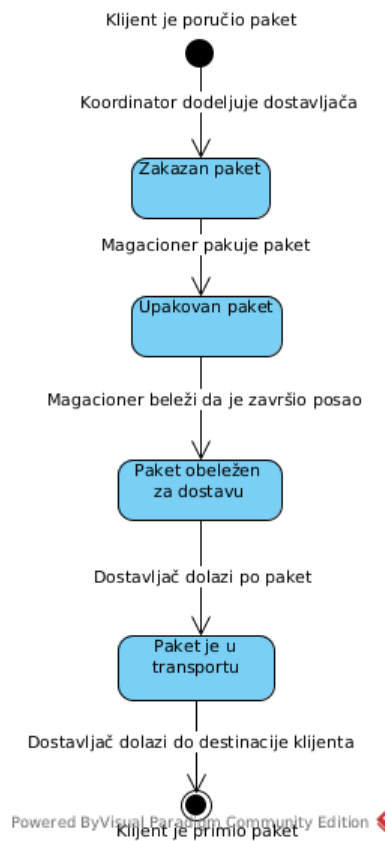 Klijent je poručio paket
Koordinator dodeljuje dostavljača
Zakazan paket
Magacioner pakuje paket
Upakovan paket
Magacioner beleži da je završio posao
Paket obeležen
za dostavu
Dostavljač dolazi po paket
Paket je u
transportu
Dostavljač dolazi do destinacije klijenta
Powered ByVisual Paradigm Community Edition
Klijent je primio paket